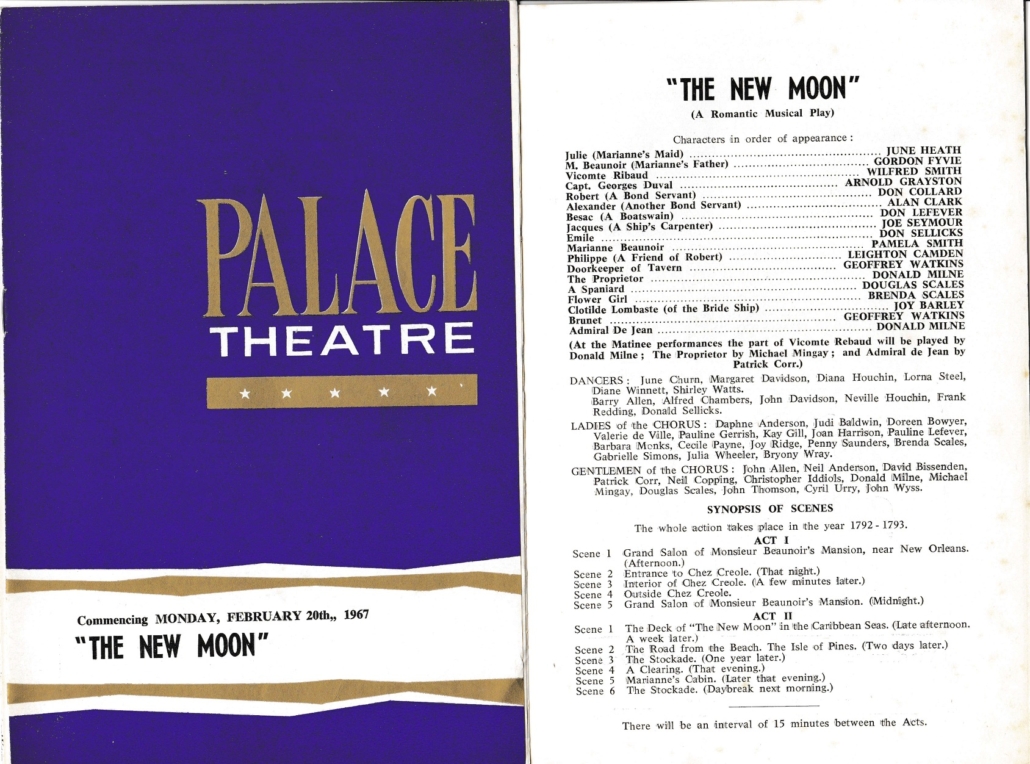 PALACE
THEATRE
Commencing MONDAY, FEBRUARY 20th,, 1967
"THE NEW MOON"
"THE NEW MOON"
(A Romantic Musical Play)
Characters in order of appearance :
Julie (Marianne's Maid) ........ JUNE HEATH
M. Beaunoir (Marianne's Father) ........ GORDON FYVIE
Vicomte Ribaud ........ WILFRED SMITH
Capt. Georges Duval ........ ARNOLD GRAYSTON
Robert (A Bond Servant) ........ DON COLLARD
Alexander (Another Bond Servant) ........ ALAN CLARK
Besac (A Boatswain) ........ DON LEFEVER
Jacques (A Ship's Carpenter) ........ JOE SEYMOUR
Emile ........ DON SELLICKS
Marianne Beaunoir ........ PAMELA SMITH
Philippe (A Friend of Robert) ........ LEIGHTON CAMDEN
Doorkeeper of Tavern ........ GEOFFREY WATKINS
The Proprietor ........ DONALD MILNE
A Spaniard ........ DOUGLAS SCALES
Flower Girl ........ BRENDA SCALES
Clotilde Lombaste (of the Bride Ship) ........ JOY BARLEY
Brunet ........ GEOFFREY WATKINS
Admiral De Jean ........ DONALD MILNE
(At the Matinee performances the part of Vicomte Rebaud will be played by
Donald Milne ; The Proprietor by Michael Mingay ; and Admiral de Jean by
Patrick Corr.)
DANCERS : June Churn, Margaret Davidson, Diana Houchin, Lorna Steel,
Diane Winnett, Shirley Watts.
Barry Allen, Alfred Chambers, John Davidson, Neville Houchin, Frank
Redding, Donald Sellicks.
LADIES of the CHORUS : Daphne Anderson, Judi Baldwin, Doreen Bowyer,
Valerie de Ville, Pauline Gerrish, Kay Gill, Joan Harrison, Pauline Lefever,
Barbara Monks, Cecile Payne, Joy Ridge, Penny Saunders, Brenda Scales,
Gabrielle Simons, Julia Wheeler, Bryony Wray.
GENTLEMEN of the CHORUS : John Allen, Neil Anderson, David Bissenden,
Patrick Corr, Neil Copping, Christopher Iddiols, Donald Milne, Michael
Mingay, Douglas Scales, John Thomson, Cyril Urry, John Wyss.
SYNOPSIS OF SCENES
The whole action takes place in the year 1792 - 1793.
ACT I
Scene 1 Grand Salon of Monsieur Beaunoir's Mansion, near New Orleans.
(Afternoon.)
Scene 2 Entrance to Chez Creole. (That night.)
Scene 3 Interior of Chez Creole. (A few minutes later.)
Scene 4 Outside Chez Creole.
Scene 5 Grand Salon of Monsieur Beaunoir's Mansion. (Midnight.)
ACT II
Scene 1 The Deck of "The New Moon" in the Caribbean Seas. (Late afternoon.
A week later.)
Scene 2 The Road from the Beach. The Isle of Pines. (Two days later.)
Scene 3 The Stockade. (One year later.)
Scene 4 A Clearing. (That evening.)
Scene 5 Marianne's Cabin. (Later that evening.)
Scene 6 The Stockade. (Daybreak next morning.)
There will be an interval of 15 minutes between the Acts.